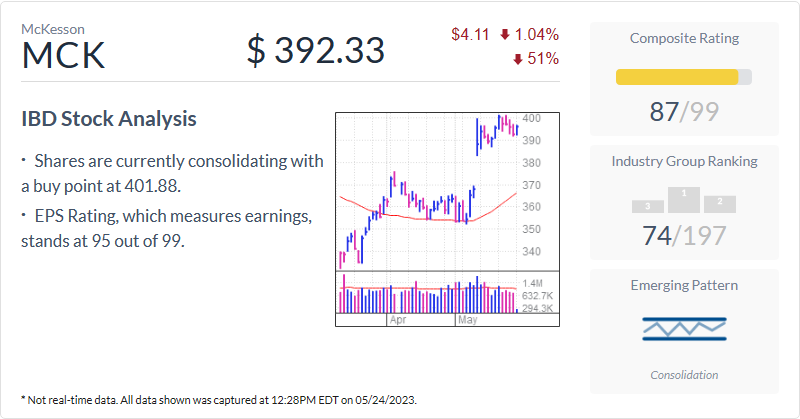 McKesson
MCK
$ 392.33
$4.11 1.04%
51%
IBD Stock Analysis
· Shares are currently consolidating with
a buy point at 401.88.
· EPS Rating, which measures earnings,
stands at 95 out of 99.
400
390
380
370
360
350
340
1.4M
632.7K
294.3K
Apr
May
Composite Rating
87/99
Industry Group Ranking
3 1 2
74/197
Emerging Pattern
Consolidation
* Not real-time data. All data shown was captured at 12:28PM EDT on 05/24/2023.